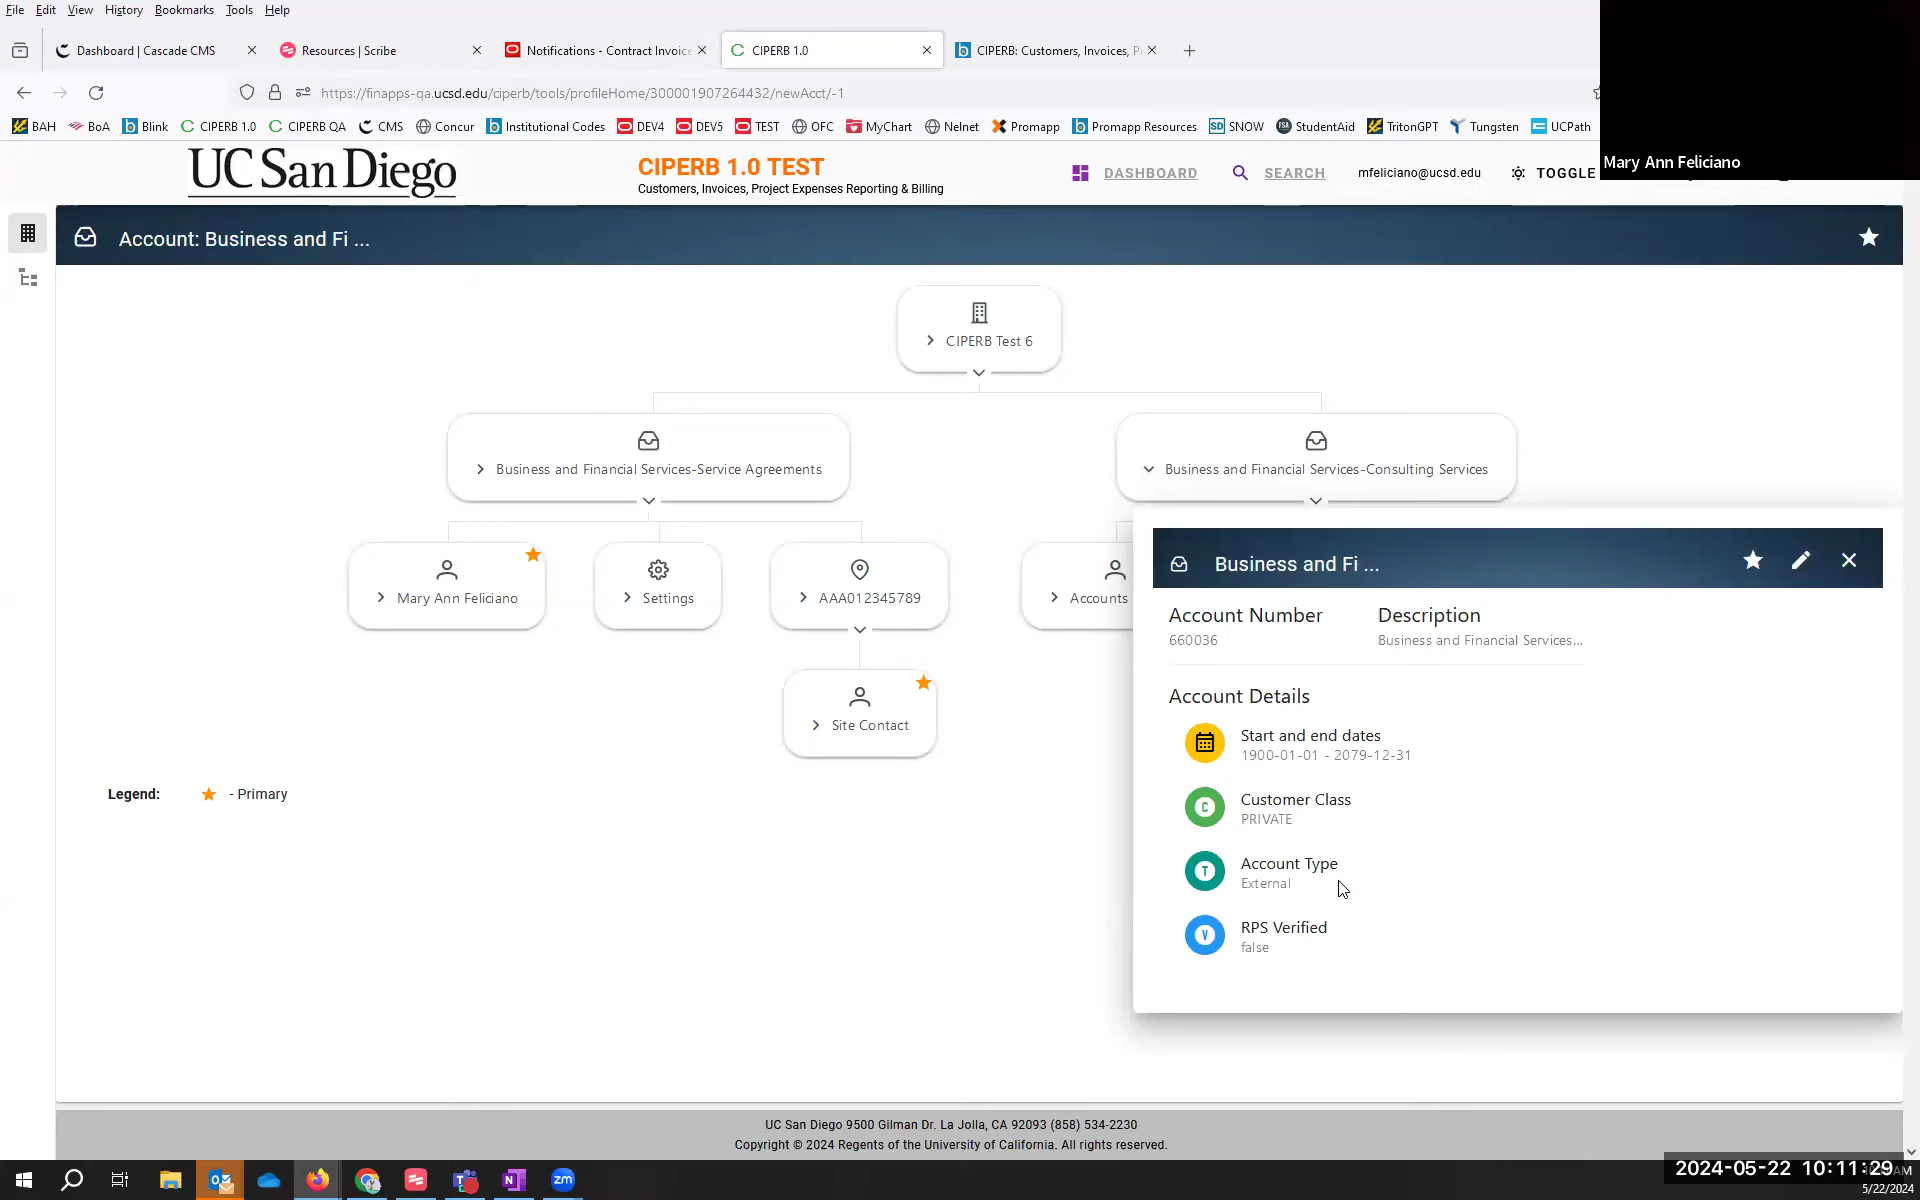 File Edit View History Bookmarks Tools Help
Dashboard | Cascade CMS
Resources | Scribe
Notifications - Contract Invoice
CIPERB 1.0
CIPERB: Customers, Invoices, P
https://finapps-qa.ucsd.edu/ciperb/tools/profileHome/300001907264432/newAcct/-1
BAH BoA Blink CIPERB 1.0 CIPERB QA CMS Concur Institutional Codes DEV4 DEV5 TEST OFC MyChart Nelnet Promapp Promapp Resources SNOW StudentAid TritonGPT Tungsten UCPath
Mary Ann Feliciano
UC San Diego
CIPERB 1.0 TEST
Customers, Invoices, Project Expenses Reporting & Billing
DASHBOARD
SEARCH
mfeliciano@ucsd.edu
TOGGLE
Account: Business and Fi ...
CIPERB Test 6
Business and Financial Services-Service Agreements
Business and Financial Services-Consulting Services
Mary Ann Feliciano
Settings
AAA012345789
Accounts
Site Contact
Legend: - Primary
Business and Fi ...
Account Number
660036
Description
Business and Financial Services...
Account Details
Start and end dates
1900-01-01 - 2079-12-31
Customer Class
PRIVATE
Account Type
External
RPS Verified
false
UC San Diego 9500 Gilman Dr. La Jolla, CA 92093 (858) 534-2230
Copyright © 2024 Regents of the University of California. All rights reserved.
2024-05-22 10:11:29
5/22/2024